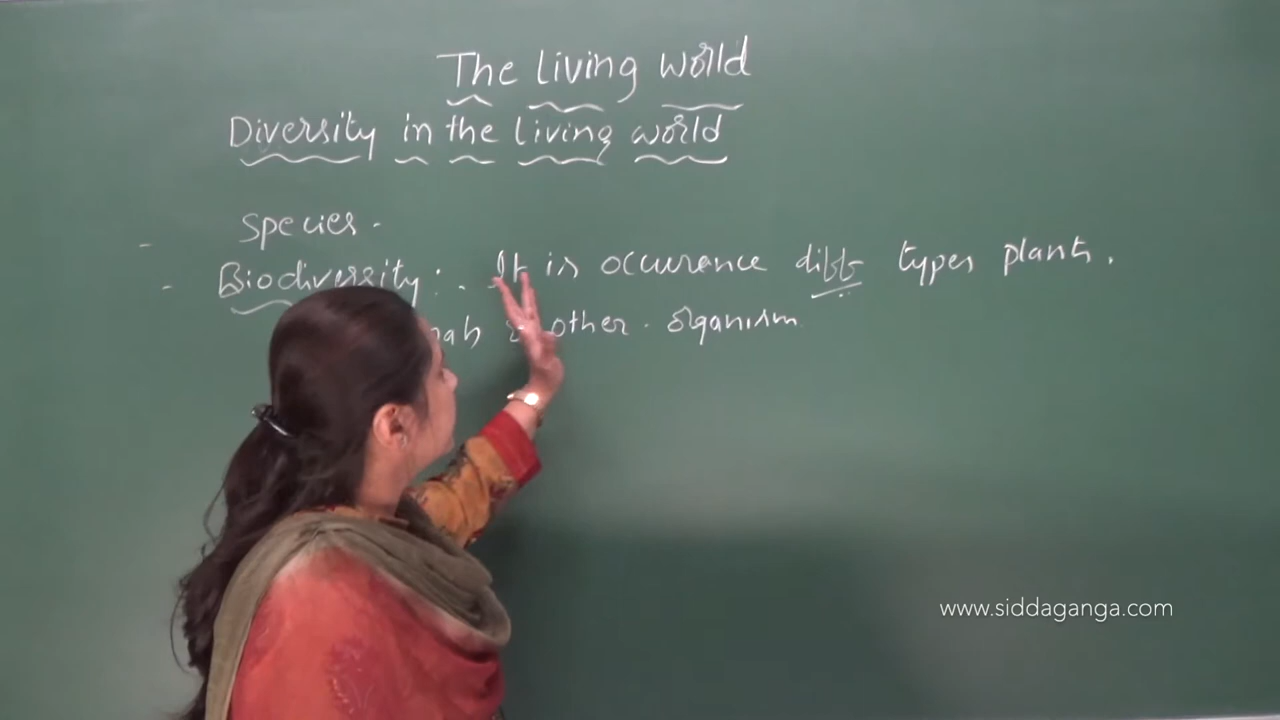 The living world
Diversity in the living world
- Species -
- Biodiversity : . It is occurance diff types plants .
& other . organism
www.siddaganga.com